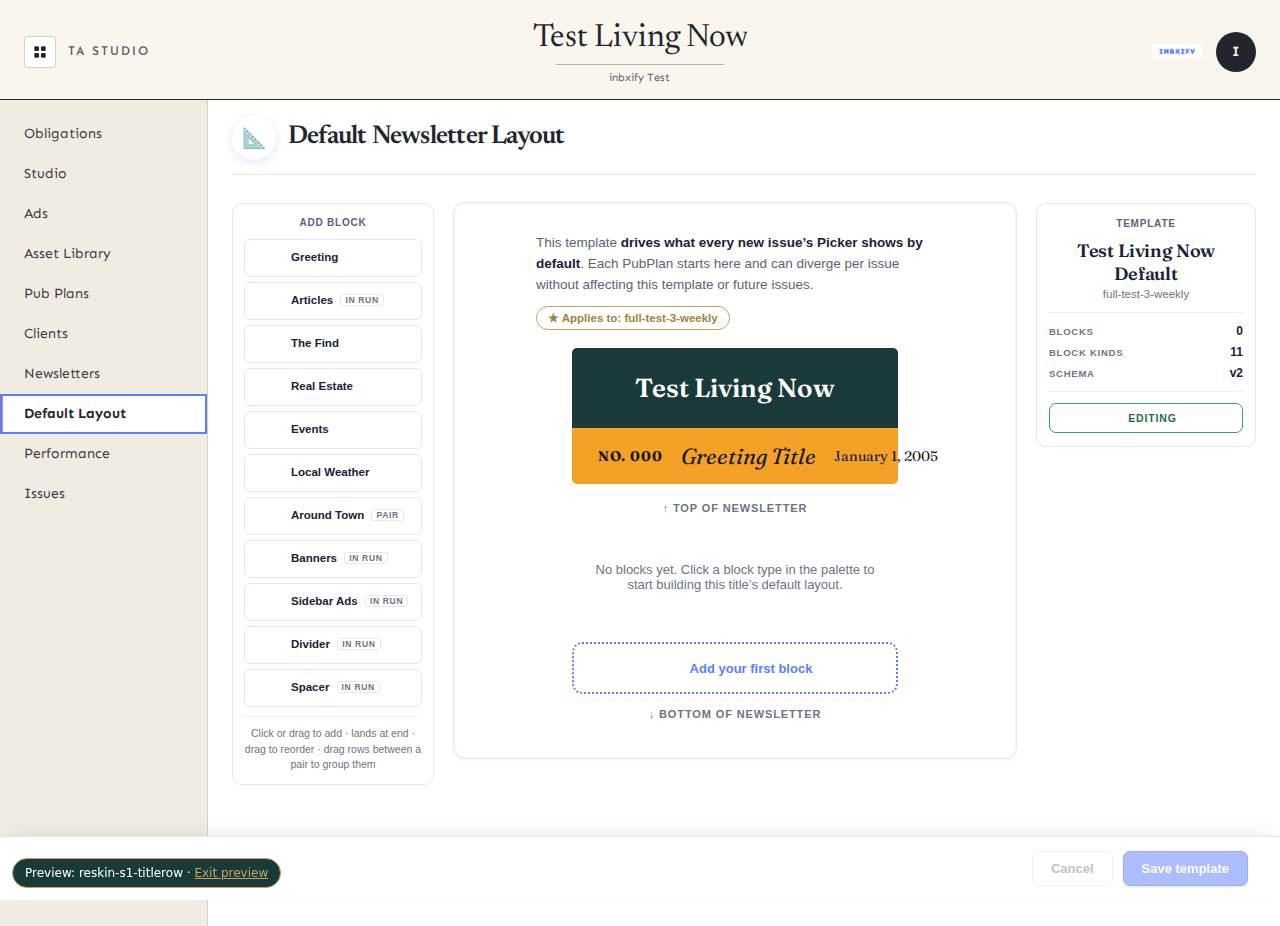 TA STUDIO
Test Living Now
inbxify Test
INBXIFY
I
Obligations
Studio
Ads
Asset Library
Pub Plans
Clients
Newsletters
Default Layout
Performance
Issues
Default Newsletter Layout
ADD BLOCK
Greeting
Articles IN RUN
The Find
Real Estate
Events
Local Weather
Around Town PAIR
Banners IN RUN
Sidebar Ads IN RUN
Divider IN RUN
Spacer IN RUN
Click or drag to add · lands at end ·
drag to reorder · drag rows between a
pair to group them
This template drives what every new issue’s Picker shows by
default. Each PubPlan starts here and can diverge per issue
without affecting this template or future issues.
★ Applies to: full-test-3-weekly
Test Living Now
NO. 000 Greeting Title January 1, 2005
↑ TOP OF NEWSLETTER
No blocks yet. Click a block type in the palette to
start building this title’s default layout.
Add your first block
↓ BOTTOM OF NEWSLETTER
TEMPLATE
Test Living Now
Default
full-test-3-weekly
BLOCKS 0
BLOCK KINDS 11
SCHEMA v2
EDITING
Preview: reskin-s1-titlerow · Exit preview
Cancel
Save template